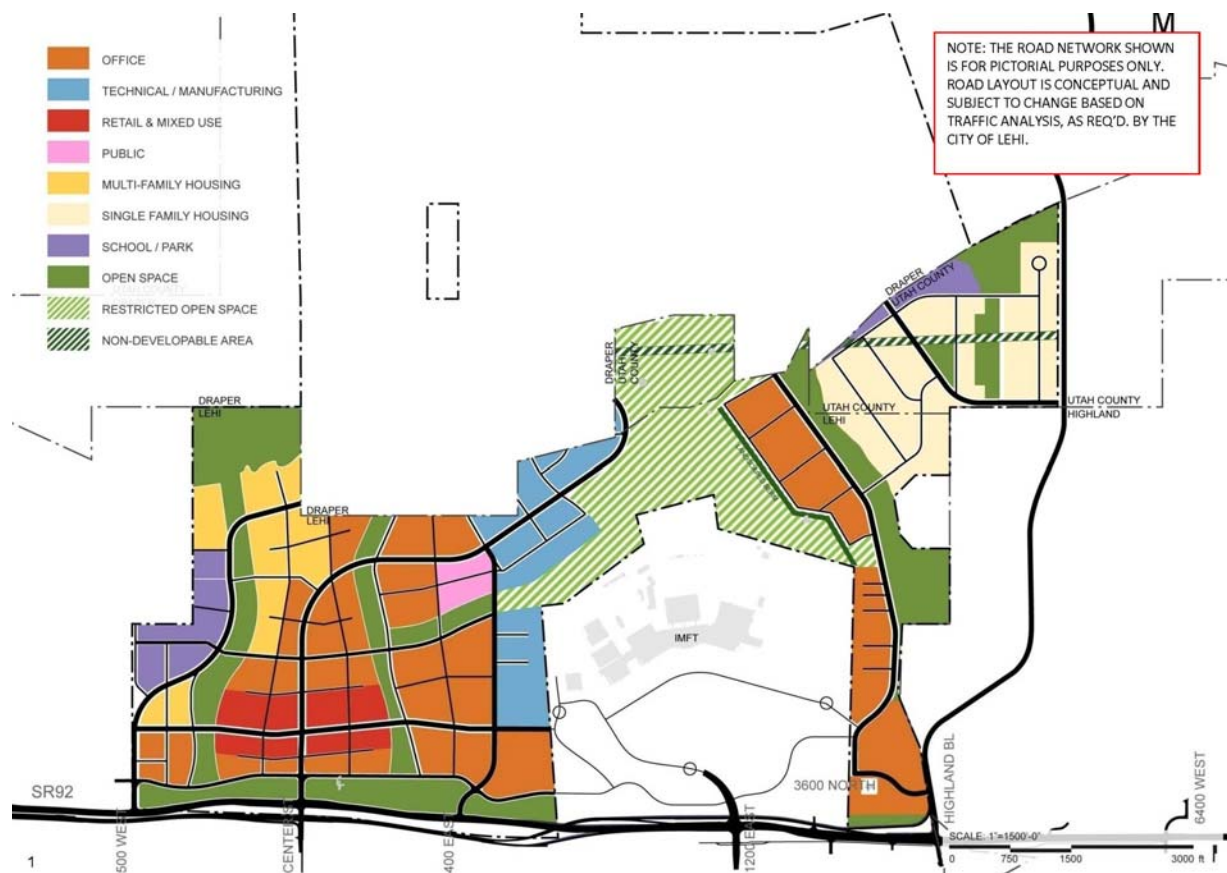 M
NOTE: THE ROAD NETWORK SHOWN
IS FOR PICTORIAL PURPOSES ONLY.
ROAD LAYOUT IS CONCEPTUAL AND
SUBJECT TO CHANGE BASED ON
TRAFFIC ANALYSIS, AS REQ'D. BY THE
CITY OF LEHI.
OFFICE
TECHNICAL / MANUFACTURING
RETAIL & MIXED USE
PUBLIC
MULTI-FAMILY HOUSING
SINGLE FAMILY HOUSING
SCHOOL / PARK
OPEN SPACE
RESTRICTED OPEN SPACE
NON-DEVELOPABLE AREA
DRAPER
UTAH COUNTY
DRAPER
UTAH
COUNTY
DRAPER
LEHI
UTAH COUNTY
LEHI
UTAH COUNTY
HIGHLAND
DRAPER
LEHI
IMFT
SR92
3600 NORTH
500 WEST
CENTER ST
400 EAST
1200 EAST
HIGHLAND BL
6400 WEST
SCALE: 1"=1500'-0"
0 750 1500 3000 ft
1